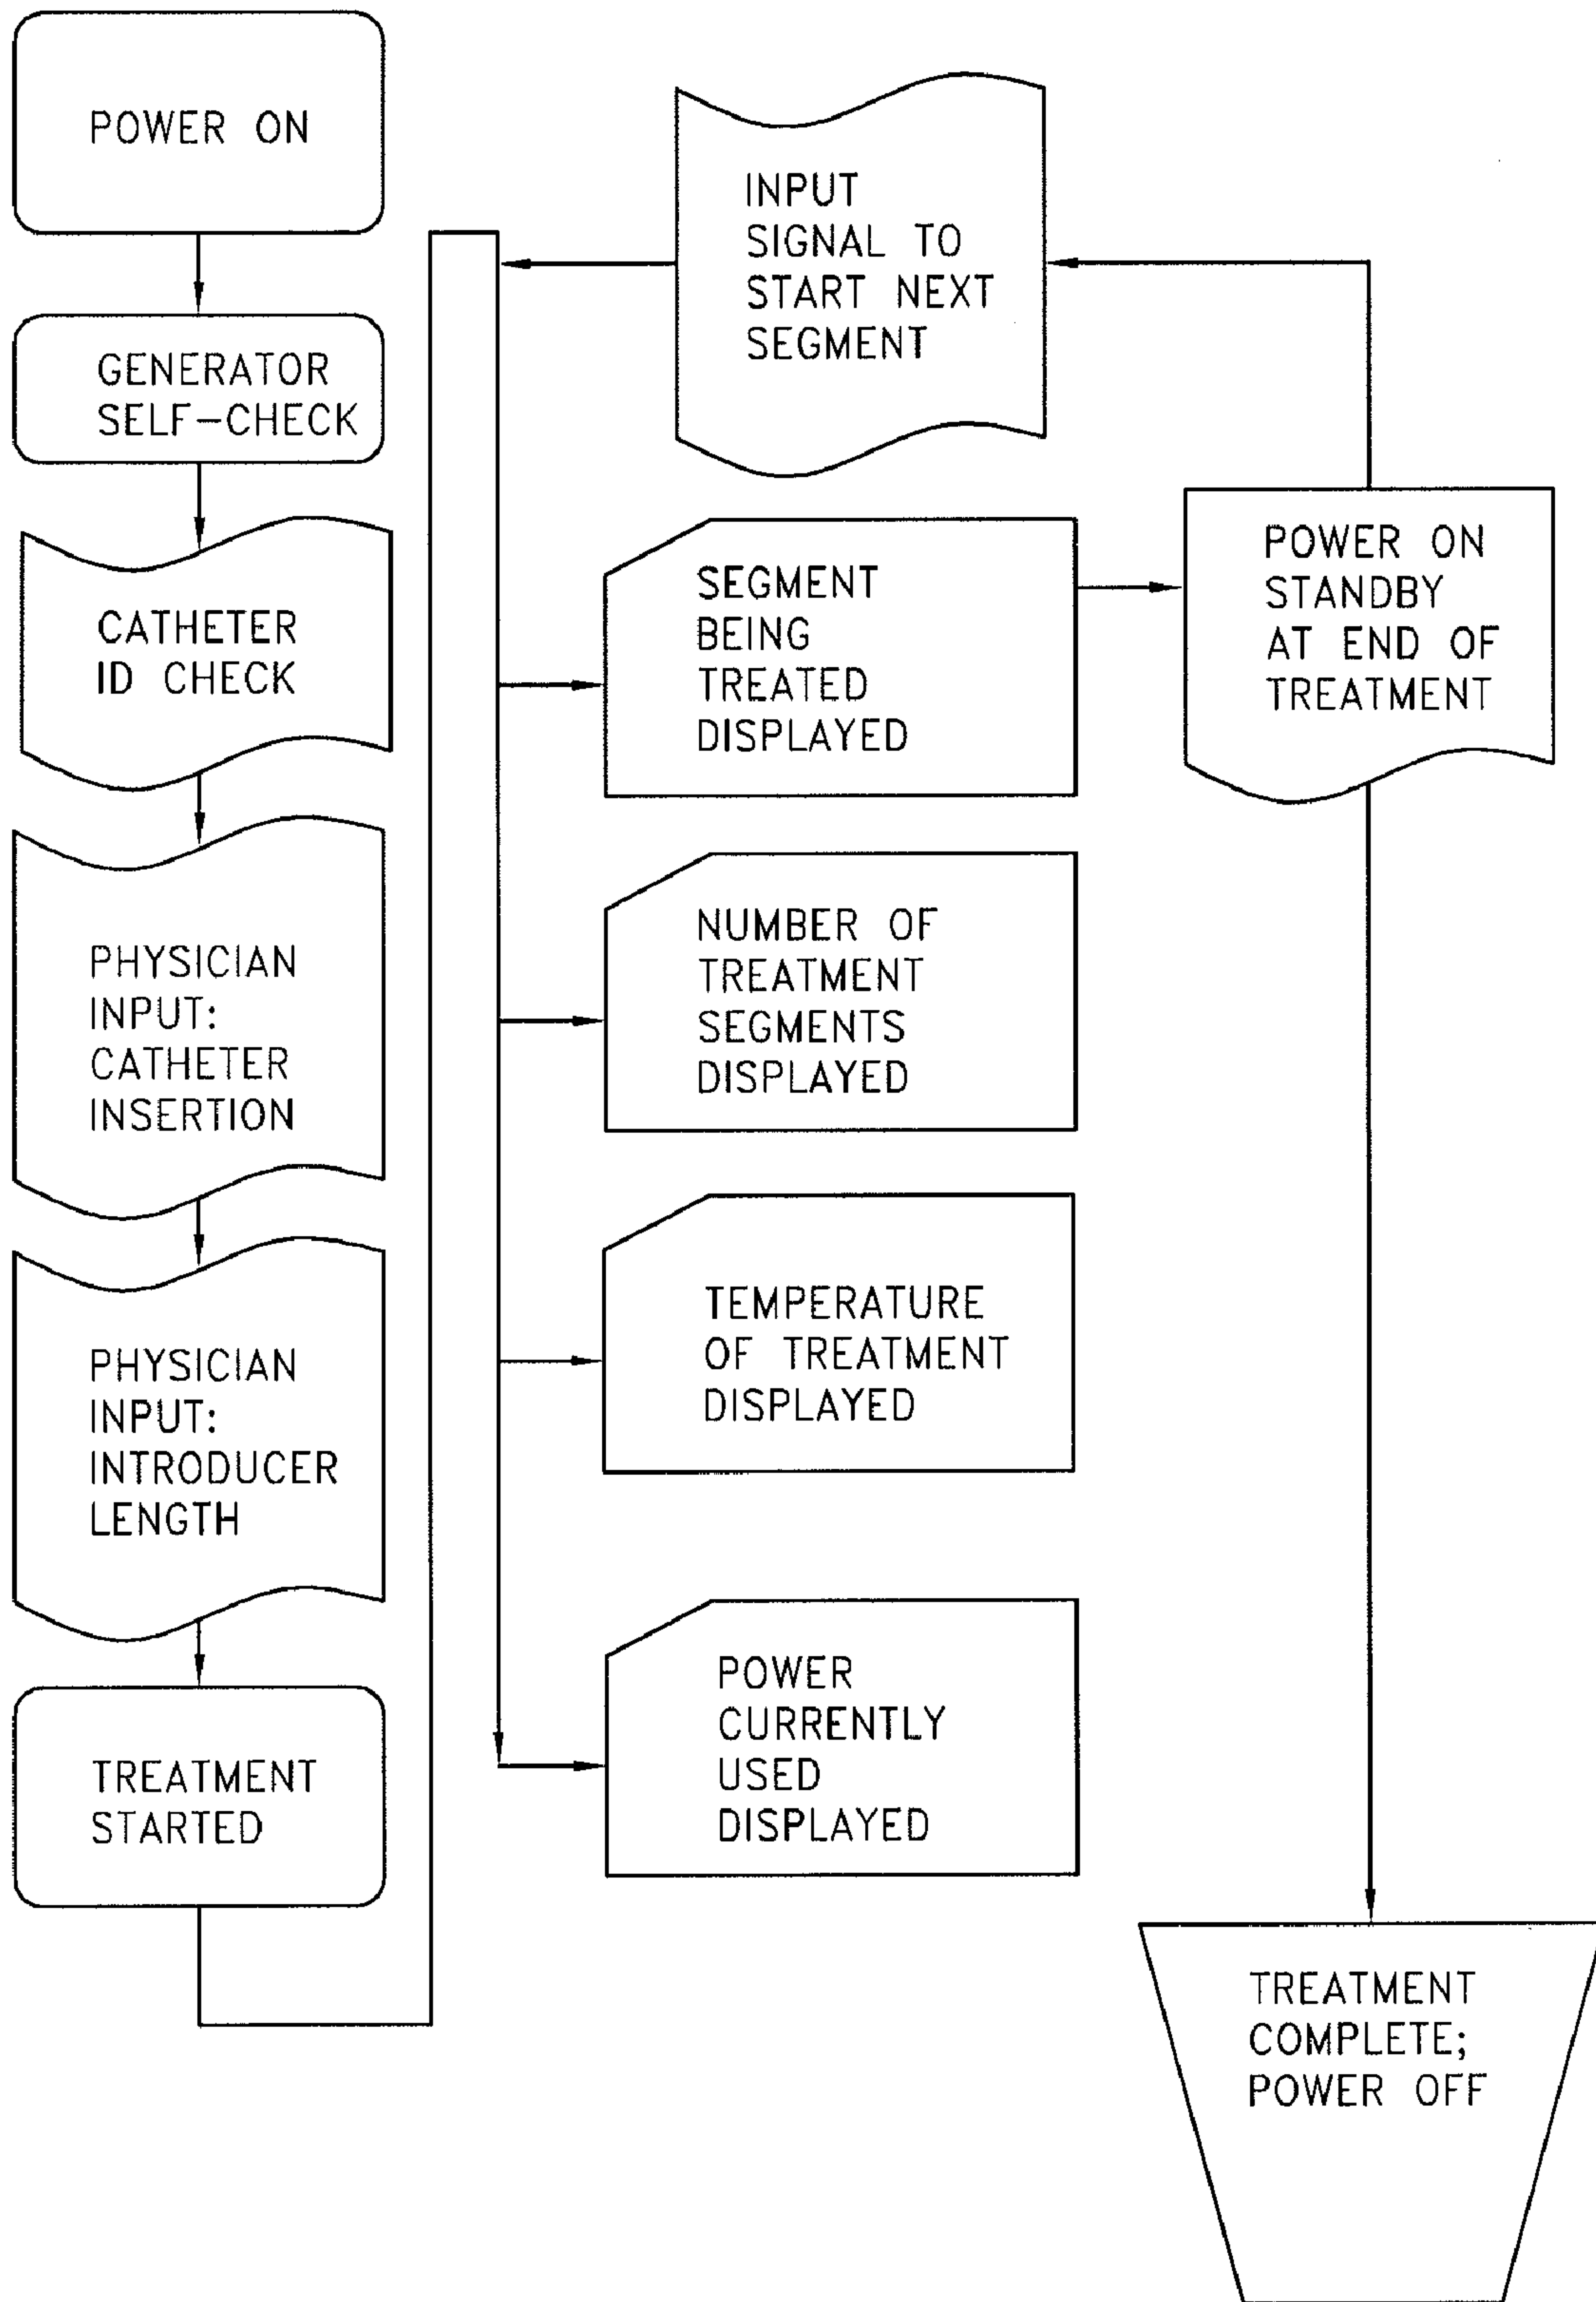 POWER ON
GENERATOR
SELF-CHECK
CATHETER
ID CHECK
PHYSICIAN
INPUT:
CATHETER
INSERTION
PHYSICIAN
INPUT:
INTRODUCER
LENGTH
TREATMENT
STARTED
INPUT
SIGNAL TO
START NEXT
SEGMENT
SEGMENT
BEING
TREATED
DISPLAYED
NUMBER OF
TREATMENT
SEGMENTS
DISPLAYED
TEMPERATURE
OF TREATMENT
DISPLAYED
POWER
CURRENTLY
USED
DISPLAYED
POWER ON
STANDBY
AT END OF
TREATMENT
TREATMENT
COMPLETE;
POWER OFF